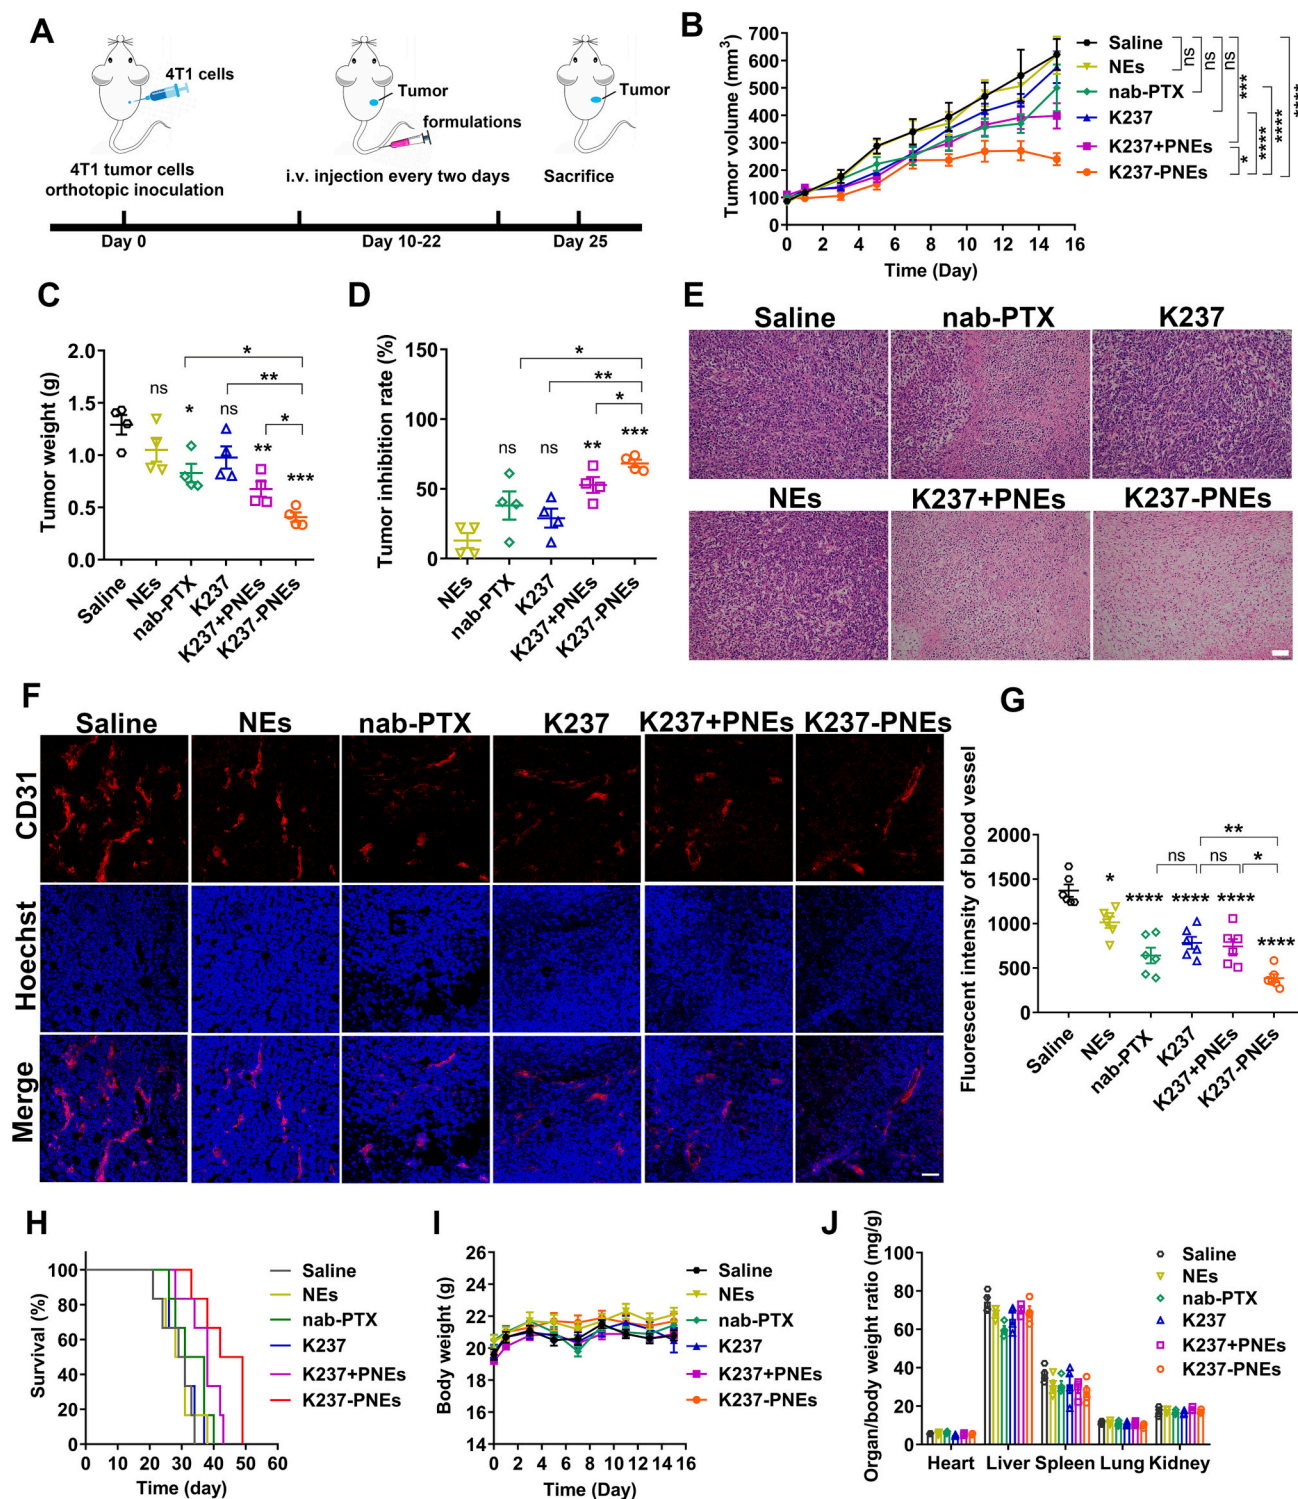 A
4T1 cells
4T1 tumor cells
orthotopic inoculation
Tumor
formulations
i.v. injection every two days
Tumor
Sacrifice
Day 0
Day 10-22
Day 25
B
Tumor volume (mm³)
700
600
500
400
300
200
100
0
0 2 4 6 8 10 12 14 16
Time (Day)
Saline
NEs
nab-PTX
K237
K237+PNEs
K237-PNEs
ns
ns
ns
***
*
****
****
****
C
Tumor weight (g)
2.0
1.5
1.0
0.5
0.0
ns
*
ns
**
***
*
**
*
Saline
NEs
nab-PTX
K237
K237+PNEs
K237-PNEs
D
Tumor inhibition rate (%)
150
100
50
0
ns
ns
**
***
*
**
*
NEs
nab-PTX
K237
K237+PNEs
K237-PNEs
E
Saline
nab-PTX
K237
NEs
K237+PNEs
K237-PNEs
F
Saline
NEs
nab-PTX
K237
K237+PNEs
K237-PNEs
CD31
Hoechst
Merge
E
G
Fluorescent intensity of blood vessel
2000
1500
1000
500
0
*
****
****
****
****
ns
ns
*
**
Saline
NEs
nab-PTX
K237
K237+PNEs
K237-PNEs
H
Survival (%)
100
80
60
40
20
0
0 10 20 30 40 50 60
Time (day)
Saline
NEs
nab-PTX
K237
K237+PNEs
K237-PNEs
I
Body weight (g)
26
24
22
20
18
16
14
0 2 4 6 8 10 12 14 16
Time (Day)
Saline
NEs
nab-PTX
K237
K237+PNEs
K237-PNEs
J
Organ/body weight ratio (mg/g)
100
80
60
40
20
0
Heart Liver Spleen Lung Kidney
Saline
NEs
nab-PTX
K237
K237+PNEs
K237-PNEs